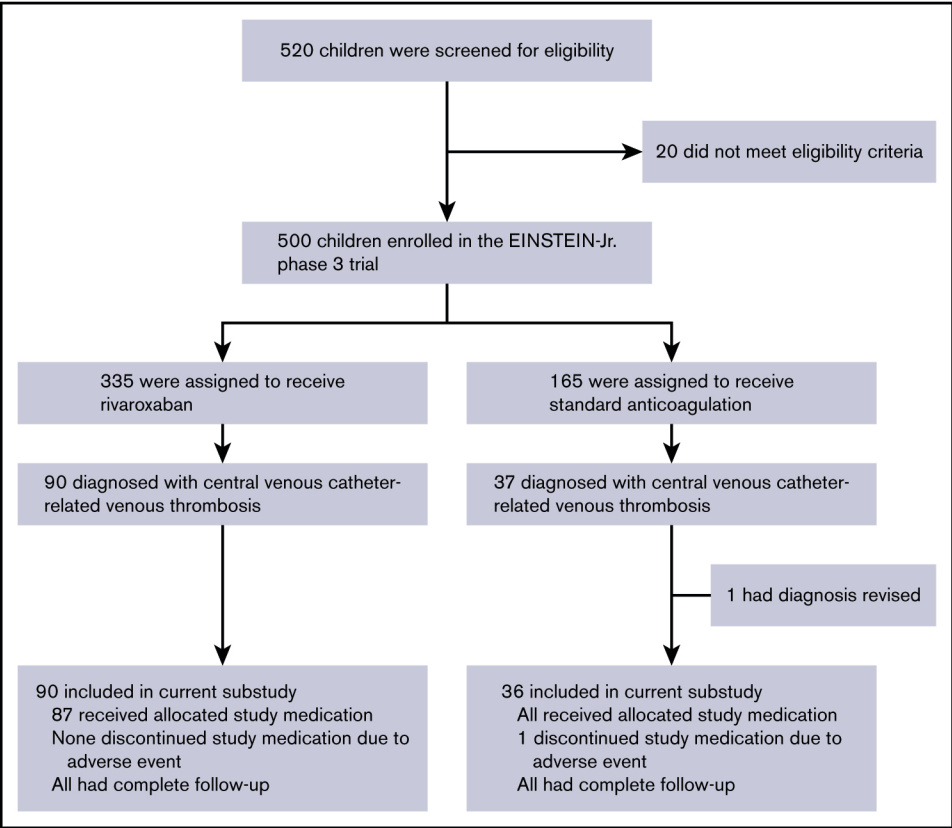 520 children were screened for eligibility
20 did not meet eligibility criteria
500 children enrolled in the EINSTEIN-Jr.
phase 3 trial
335 were assigned to receive
rivaroxaban
165 were assigned to receive
standard anticoagulation
90 diagnosed with central venous catheter-
related venous thrombosis
37 diagnosed with central venous catheter-
related venous thrombosis
1 had diagnosis revised
90 included in current substudy
87 received allocated study medication
None discontinued study medication due to
adverse event
All had complete follow-up
36 included in current substudy
All received allocated study medication
1 discontinued study medication due to
adverse event
All had complete follow-up